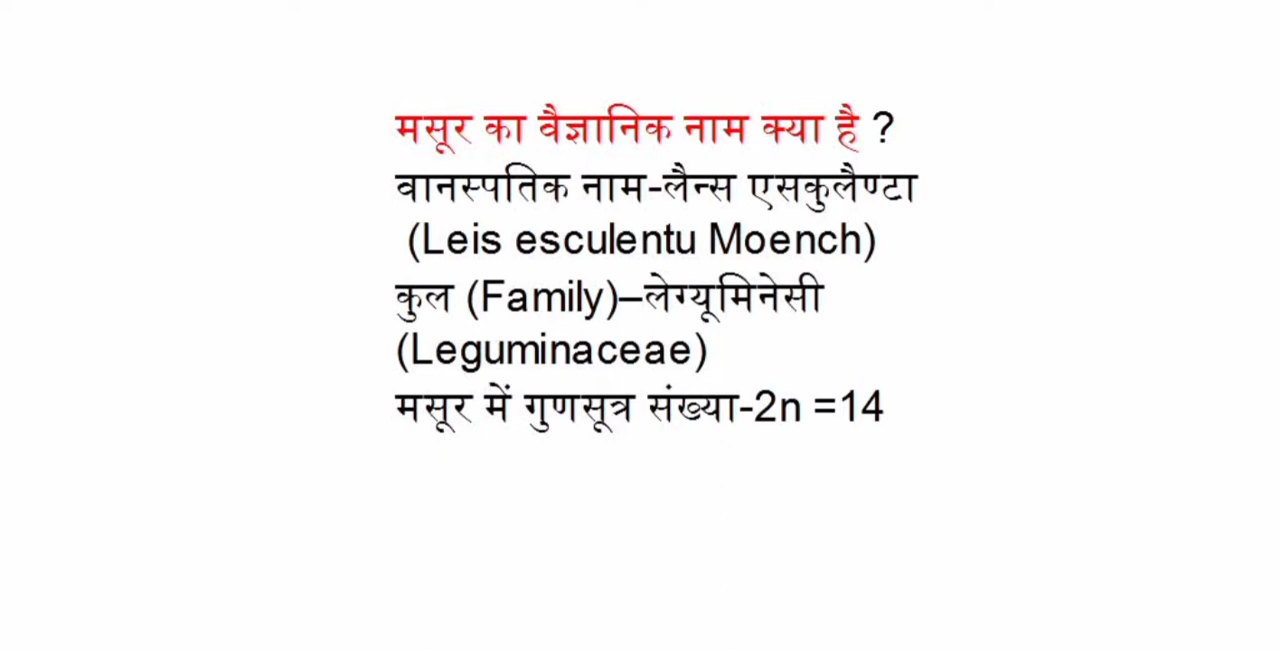 मसूर का वैज्ञानिक नाम क्या है ?
वानस्पतिक नाम-लैन्स एसकुलैण्टा
(Leis esculentu Moench)
कुल (Family)–लेग्यूमिनेसी
(Leguminaceae)
मसूर में गुणसूत्र संख्या-2n =14